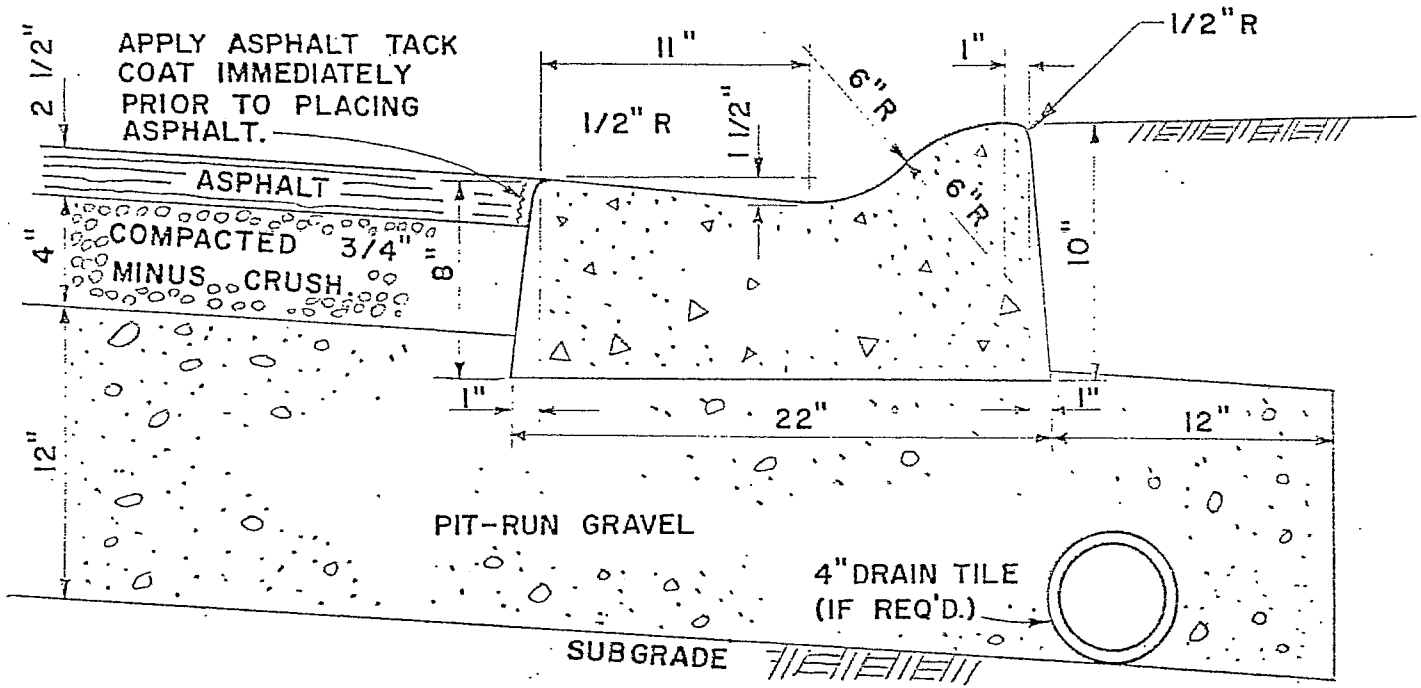 2 1/2"
APPLY ASPHALT TACK
COAT IMMEDIATELY
PRIOR TO PLACING
ASPHALT.
11"
1/2" R
1 1/2"
6" R
6" R
1"
1/2" R
ASPHALT
4"
COMPACTED 3/4"
MINUS CRUSH.
8"
10"
1"
22"
1"
12"
12"
PIT-RUN GRAVEL
4" DRAIN TILE
(IF REQ'D.)
SUBGRADE